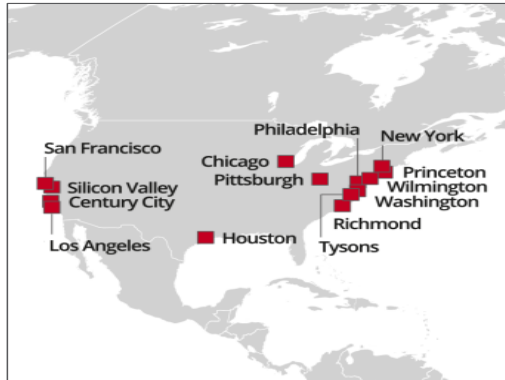 Philadelphia
New York
San Francisco
Chicago
Pittsburgh
Princeton
Silicon Valley
Wilmington
Century City
Washington
Richmond
Los Angeles
Houston
Tysons